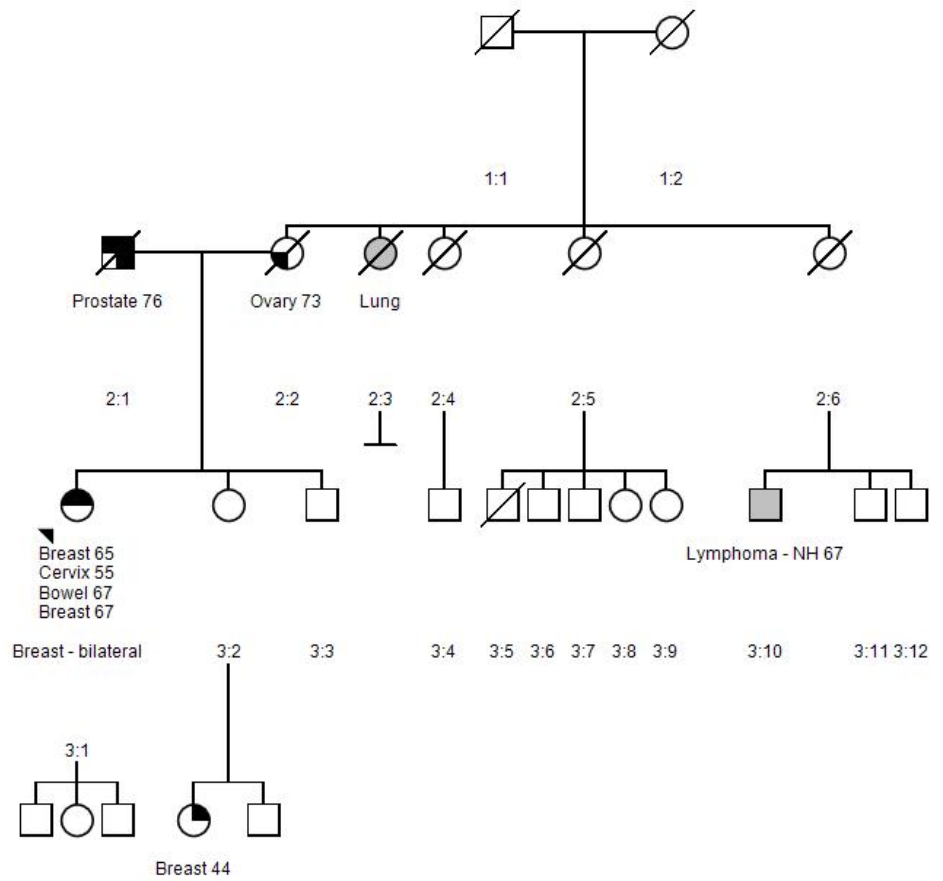 1:1 1:2
Prostate 76 Ovary 73 Lung
2:1 2:2 2:3 2:4 2:5 2:6
Breast 65
Cervix 55
Bowel 67
Breast 67
Lymphoma - NH 67
Breast - bilateral 3:2 3:3 3:4 3:5 3:6 3:7 3:8 3:9 3:10 3:11 3:12
3:1
Breast 44